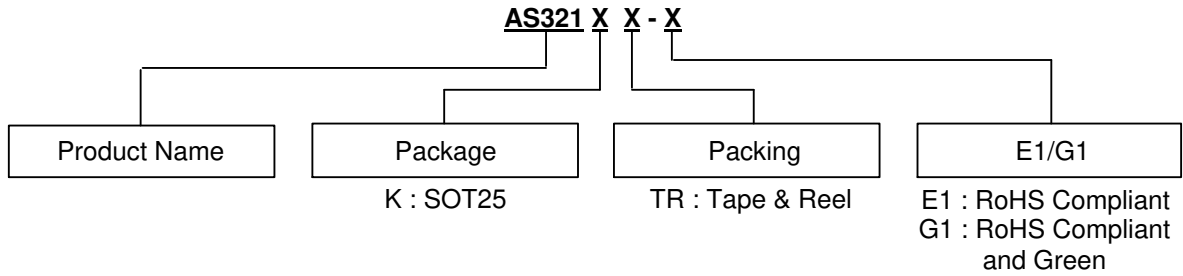 AS321 X X - X
Product Name
Package
Packing
E1/G1
K : SOT25
TR : Tape & Reel
E1 : RoHS Compliant
G1 : RoHS Compliant
and Green